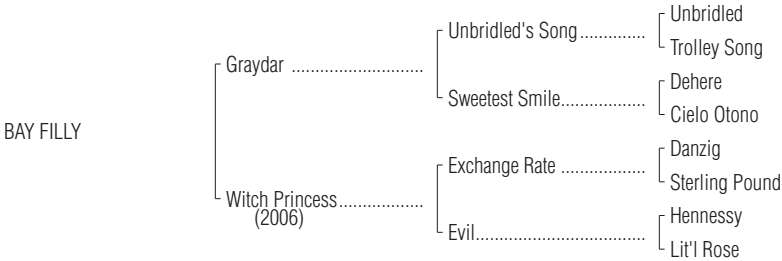 Unbridled
Unbridled's Song..............
Trolley Song
Graydar ............................
Dehere
Sweetest Smile..................
Cielo Otono
BAY FILLY
Danzig
Exchange Rate ..................
Sterling Pound
Witch Princess..................
(2006)
Hennessy
Evil....................................
Lit'l Rose